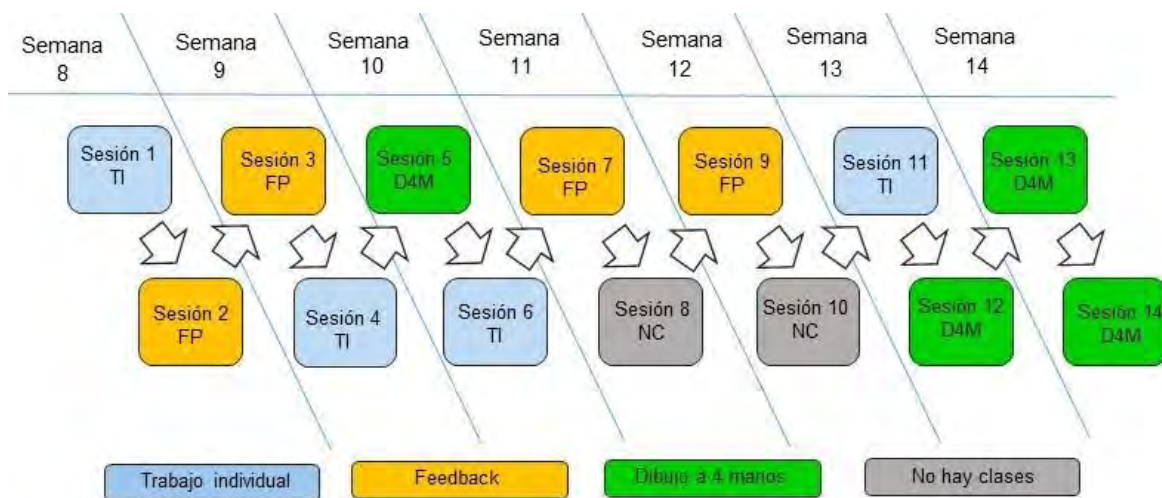 Semana
8
Semana
9
Semana
10
Semana
11
Semana
12
Semana
13
Semana
14
Sesión 1
TI
Sesión 3
FP
Sesión 5
D4M
Sesión 7
FP
Sesión 9
FP
Sesión 11
TI
Sesión 13
D4M
Sesión 2
FP
Sesión 4
TI
Sesión 6
TI
Sesión 8
NC
Sesión 10
NC
Sesión 12
D4M
Sesión 14
D4M
Trabajo individual
Feedback
Dibujo a 4 manos
No hay clases